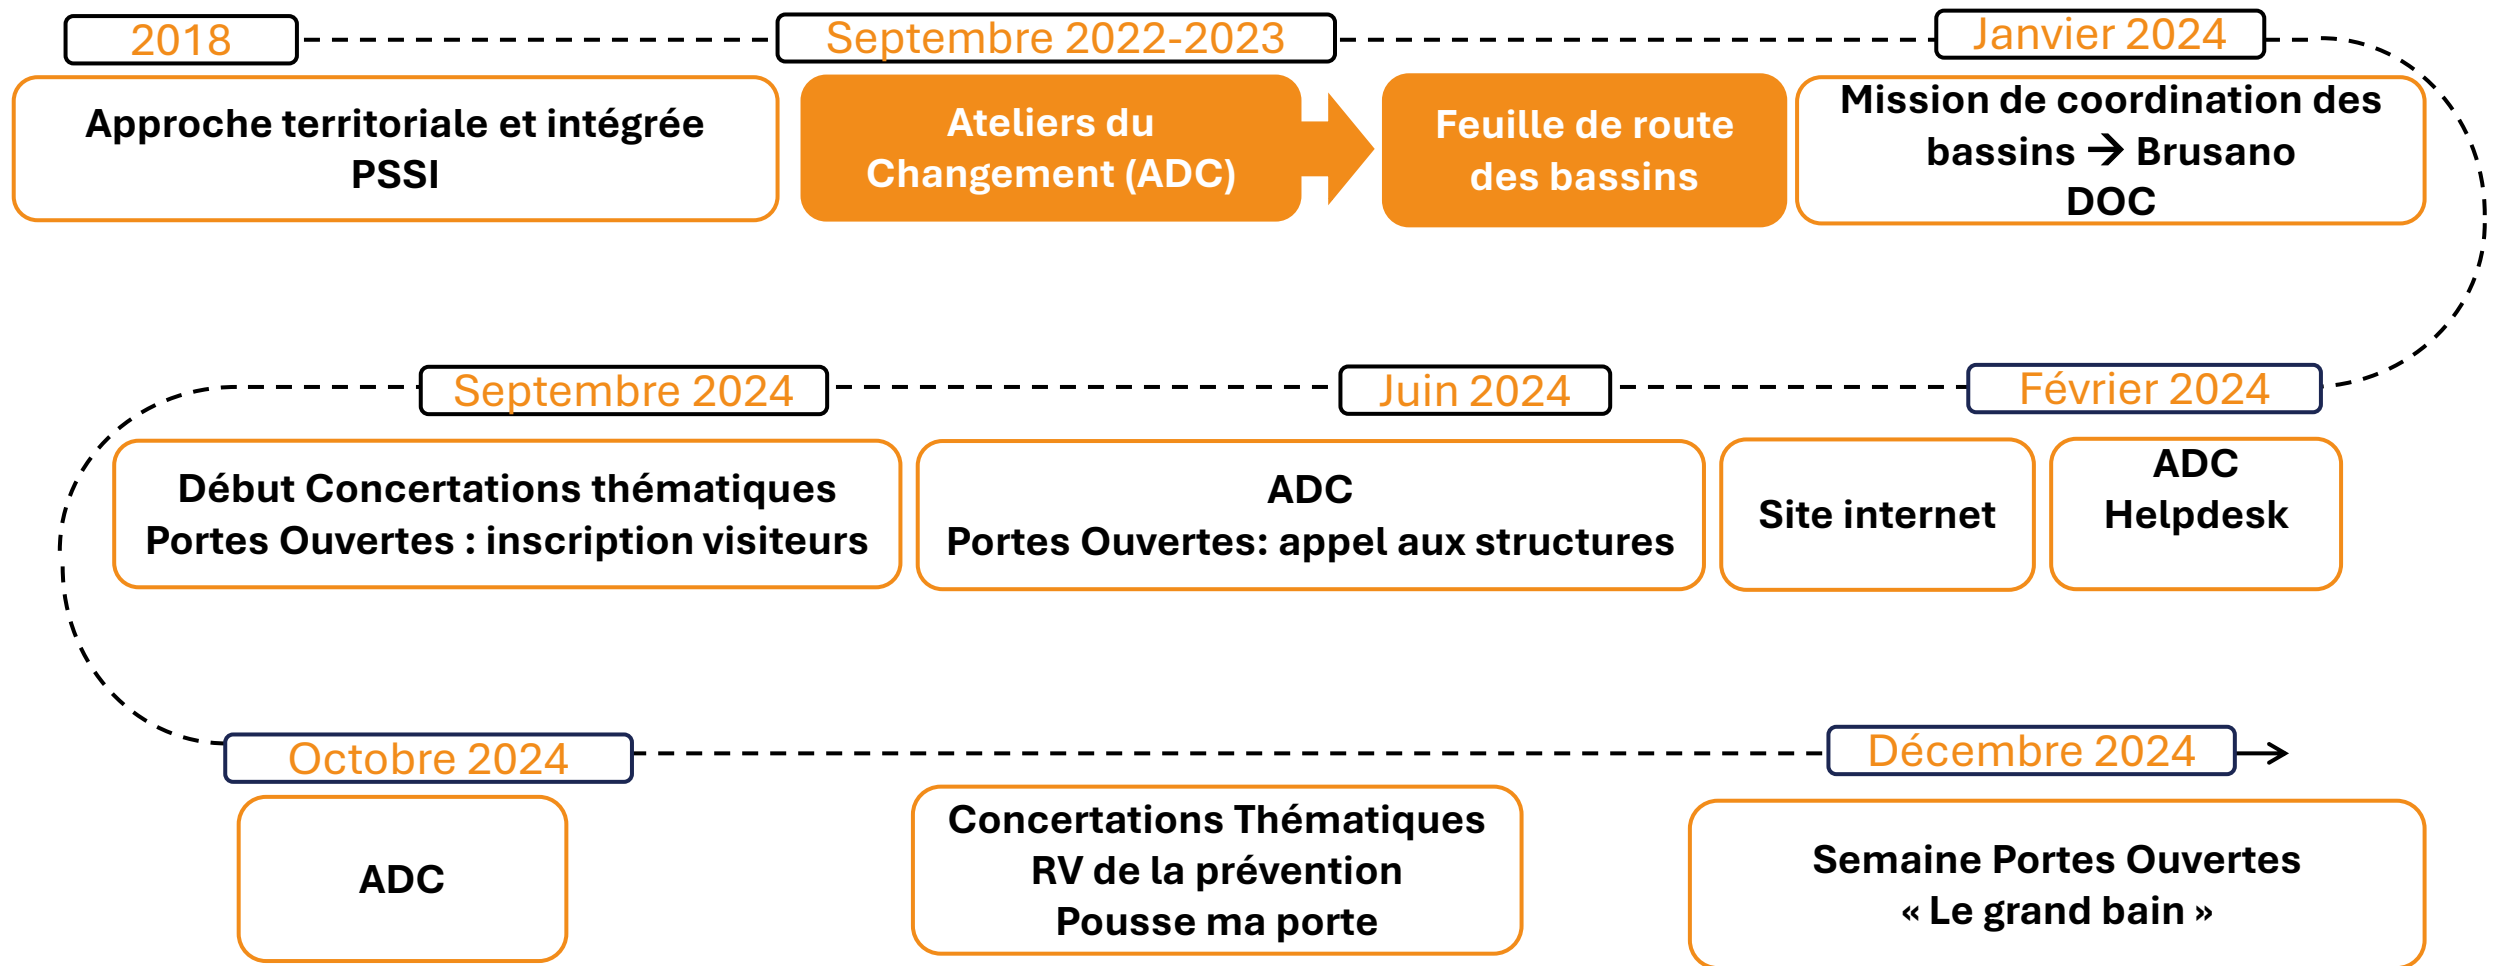 2018
Septembre 2022-2023
Janvier 2024
Approche territoriale et intégrée
PSSI
Ateliers du
Changement (ADC)
Feuille de route
des bassins
Mission de coordination des
bassins → Brusano
DOC
Septembre 2024
Juin 2024
Février 2024
Début Concertations thématiques
Portes Ouvertes : inscription visiteurs
ADC
Portes Ouvertes: appel aux structures
Site internet
ADC
Helpdesk
Octobre 2024
Décembre 2024
ADC
Concertations Thématiques
RV de la prévention
Pousse ma porte
Semaine Portes Ouvertes
« Le grand bain »